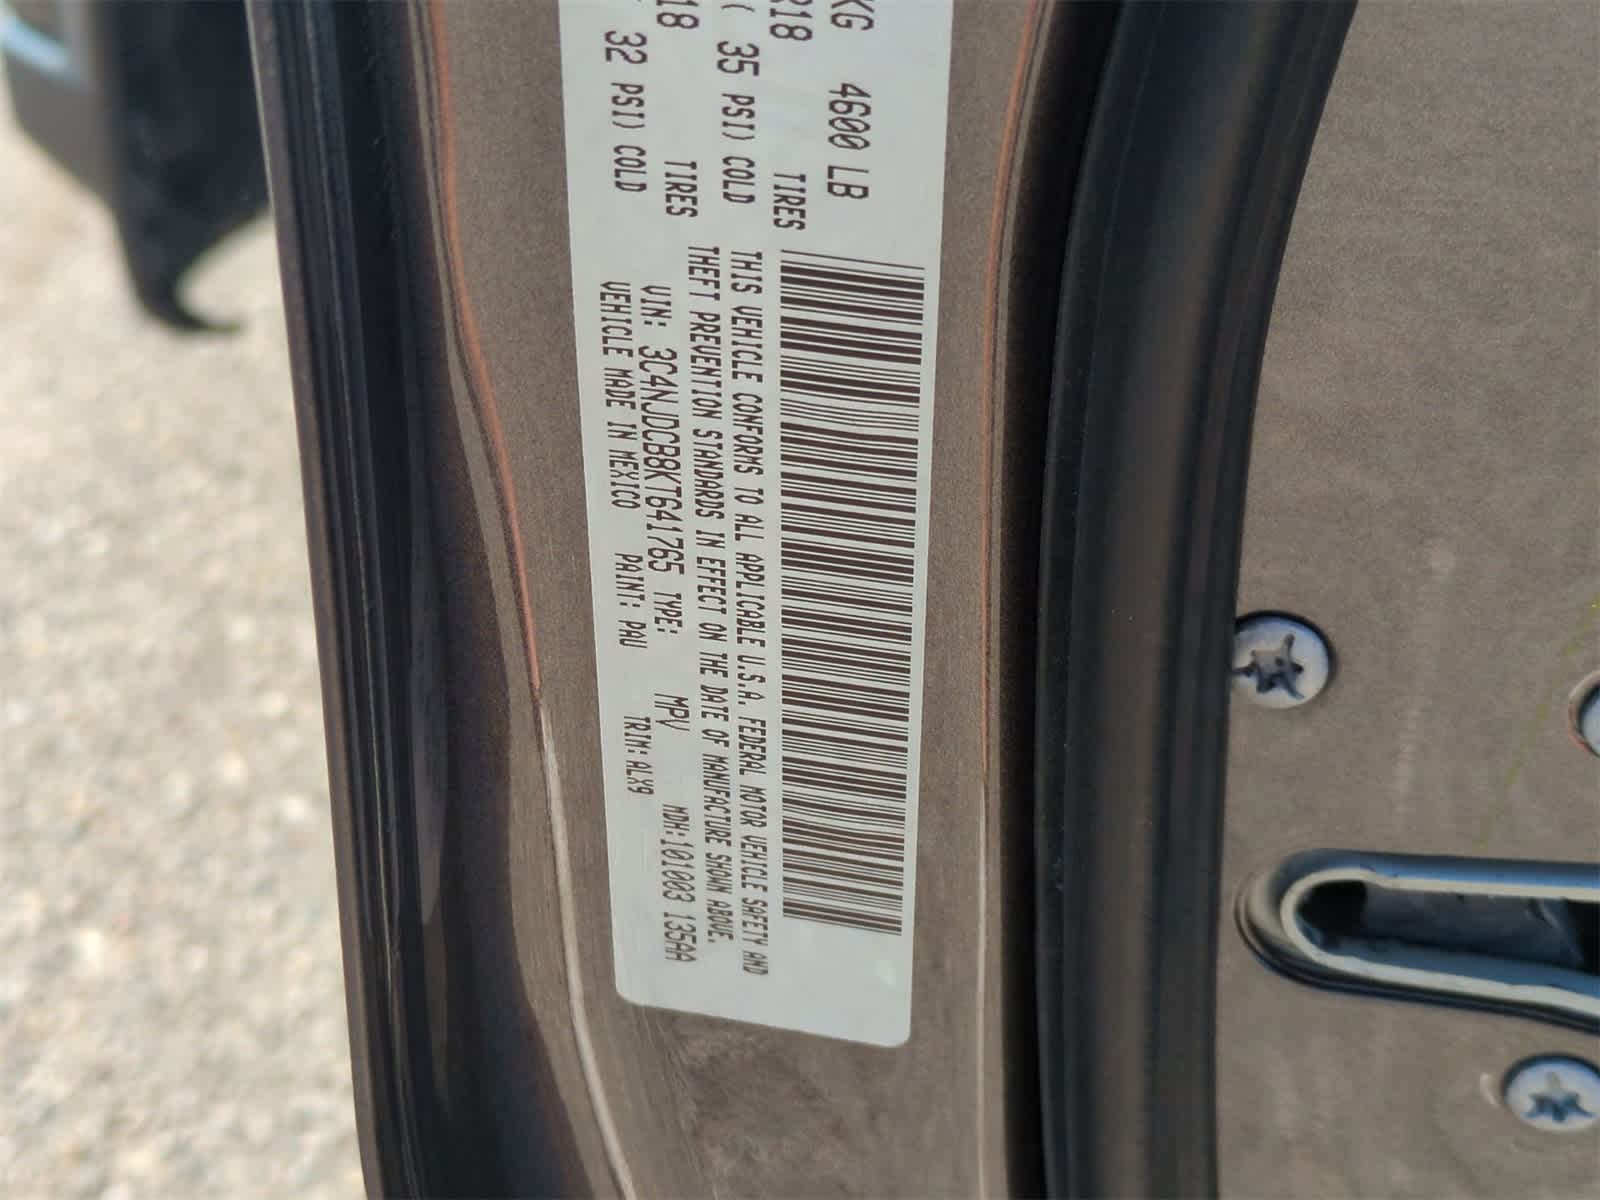 KG 4600 LB
R18 TIRES
( 35 PSI) COLD
18 TIRES
32 PSI) COLD
THIS VEHICLE CONFORMS TO ALL APPLICABLE U.S.A. FEDERAL MOTOR VEHICLE SAFETY AND
THEFT PREVENTION STANDARDS IN EFFECT ON THE DATE OF MANUFACTURE SHOWN ABOVE.
VIN: 3C4NJDCB8KT641765 TYPE: MPV MDH:101003 135AA
VEHICLE MADE IN MEXICO PAINT: PAU TRIM: ALX9